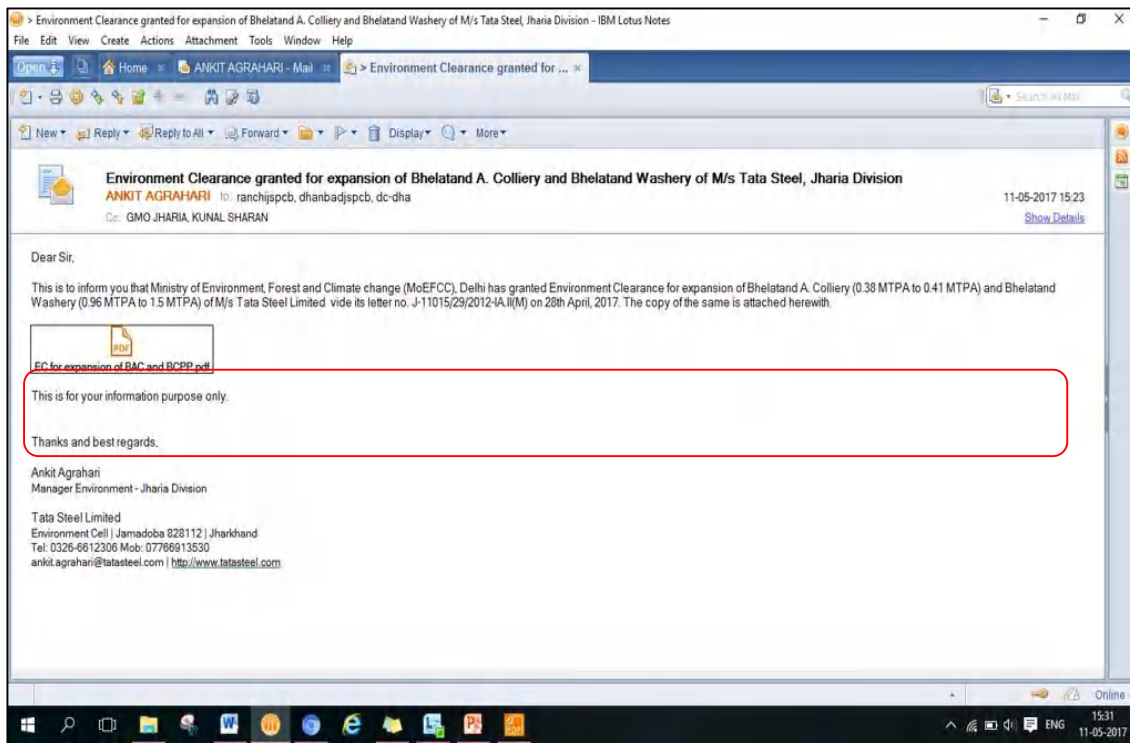 > Environment Clearance granted for expansion of Bhelatand A. Colliery and Bhelatand Washery of M/s Tata Steel, Jharia Division - IBM Lotus Notes
File Edit View Create Actions Attachment Tools Window Help
Open Home ANKIT AGRAHARI - Mail > Environment Clearance granted for ...
Search All Mail
New Reply Reply to All Forward Display More
Environment Clearance granted for expansion of Bhelatand A. Colliery and Bhelatand Washery of M/s Tata Steel, Jharia Division
ANKIT AGRAHARI to: ranchijspcb, dhanbadjspcb, dc-dha 11-05-2017 15:23
Cc: GMO JHARIA, KUNAL SHARAN Show Details
Dear Sir,
This is to inform you that Ministry of Environment, Forest and Climate change (MoEFCC), Delhi has granted Environment Clearance for expansion of Bhelatand A. Colliery (0.38 MTPA to 0.41 MTPA) and Bhelatand
Washery (0.96 MTPA to 1.5 MTPA) of M/s Tata Steel Limited vide its letter no. J-11015/29/2012-IA.II(M) on 28th April, 2017. The copy of the same is attached herewith.
PDF
EC for expansion of BAC and BCPP.pdf
This is for your information purpose only.
Thanks and best regards,
Ankit Agrahari
Manager Environment - Jharia Division
Tata Steel Limited
Environment Cell | Jamadoba 828112 | Jharkhand
Tel: 0326-6612306 Mob: 07766913530
ankit.agrahari@tatasteel.com | http://www.tatasteel.com
Online
ENG 15:31
11-05-2017